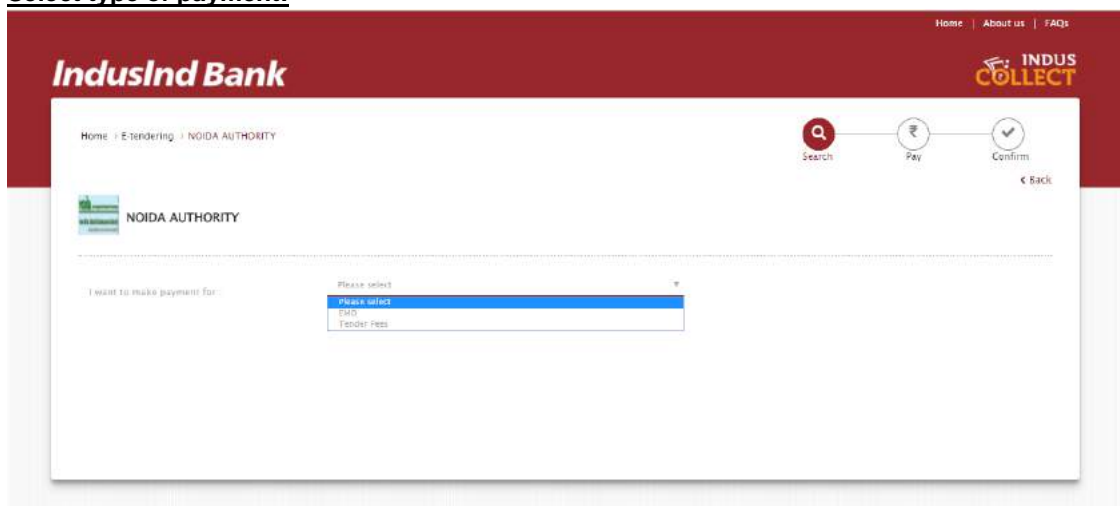 Select type of payment:
Home | About us | FAQs
IndusInd Bank
INDUS
COLLECT
Home › E-tendering › NOIDA AUTHORITY
Search
Pay
Confirm
< Back
NOIDA AUTHORITY
I want to make payment for
Please select
Please select
EMD
Tender Fees